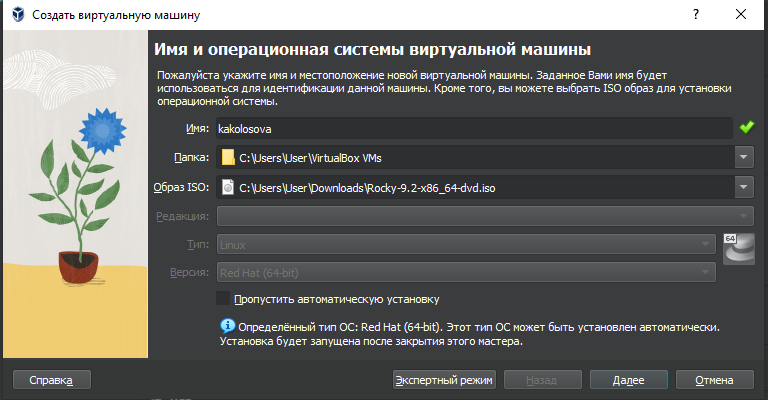 Создать виртуальную машину
Имя и операционная системы виртуальной машины
Пожалуйста укажите имя и местоположение новой виртуальной машины. Заданное Вами имя будет
использоваться для идентификации данной машины. Кроме того, вы можете выбрать ISO образ для установки
операционной системы.
Имя: kakolosova
Папка: C:\Users\User\VirtualBox VMs
Образ ISO: C:\Users\User\Downloads\Rocky-9.2-x86_64-dvd.iso
Редакция:
Тип: Linux 64
Версия: Red Hat (64-bit)
Пропустить автоматическую установку
Определённый тип ОС: Red Hat (64-bit). Этот тип ОС может быть установлен автоматически.
Установка будет запущена после закрытия этого мастера.
Справка Экспертный режим Назад Далее Отмена